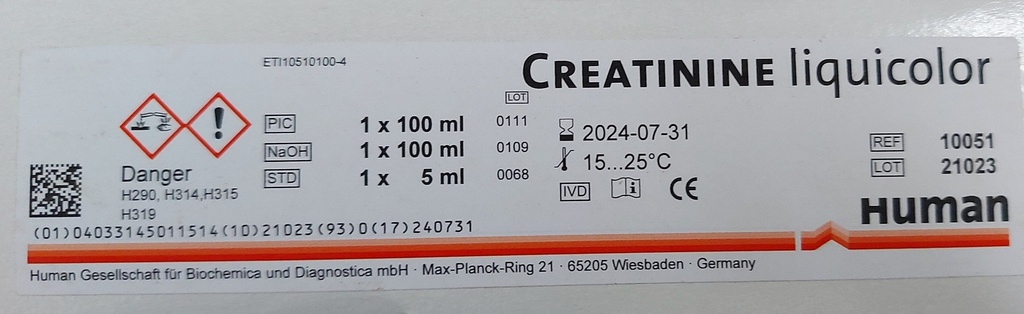 ETI10510100-4
CREATININE liquicolor
LOT
PIC 1 x 100 ml 0111
NaOH 1 x 100 ml 0109
STD 1 x 5 ml 0068
2024-07-31
15...25°C
IVD i CE
REF 10051
LOT 21023
Danger
H290, H314,H315
H319
Human
(01)04033145011514(10)21023(93)0(17)240731
Human Gesellschaft für Biochemica und Diagnostica mbH · Max-Planck-Ring 21 · 65205 Wiesbaden · Germany